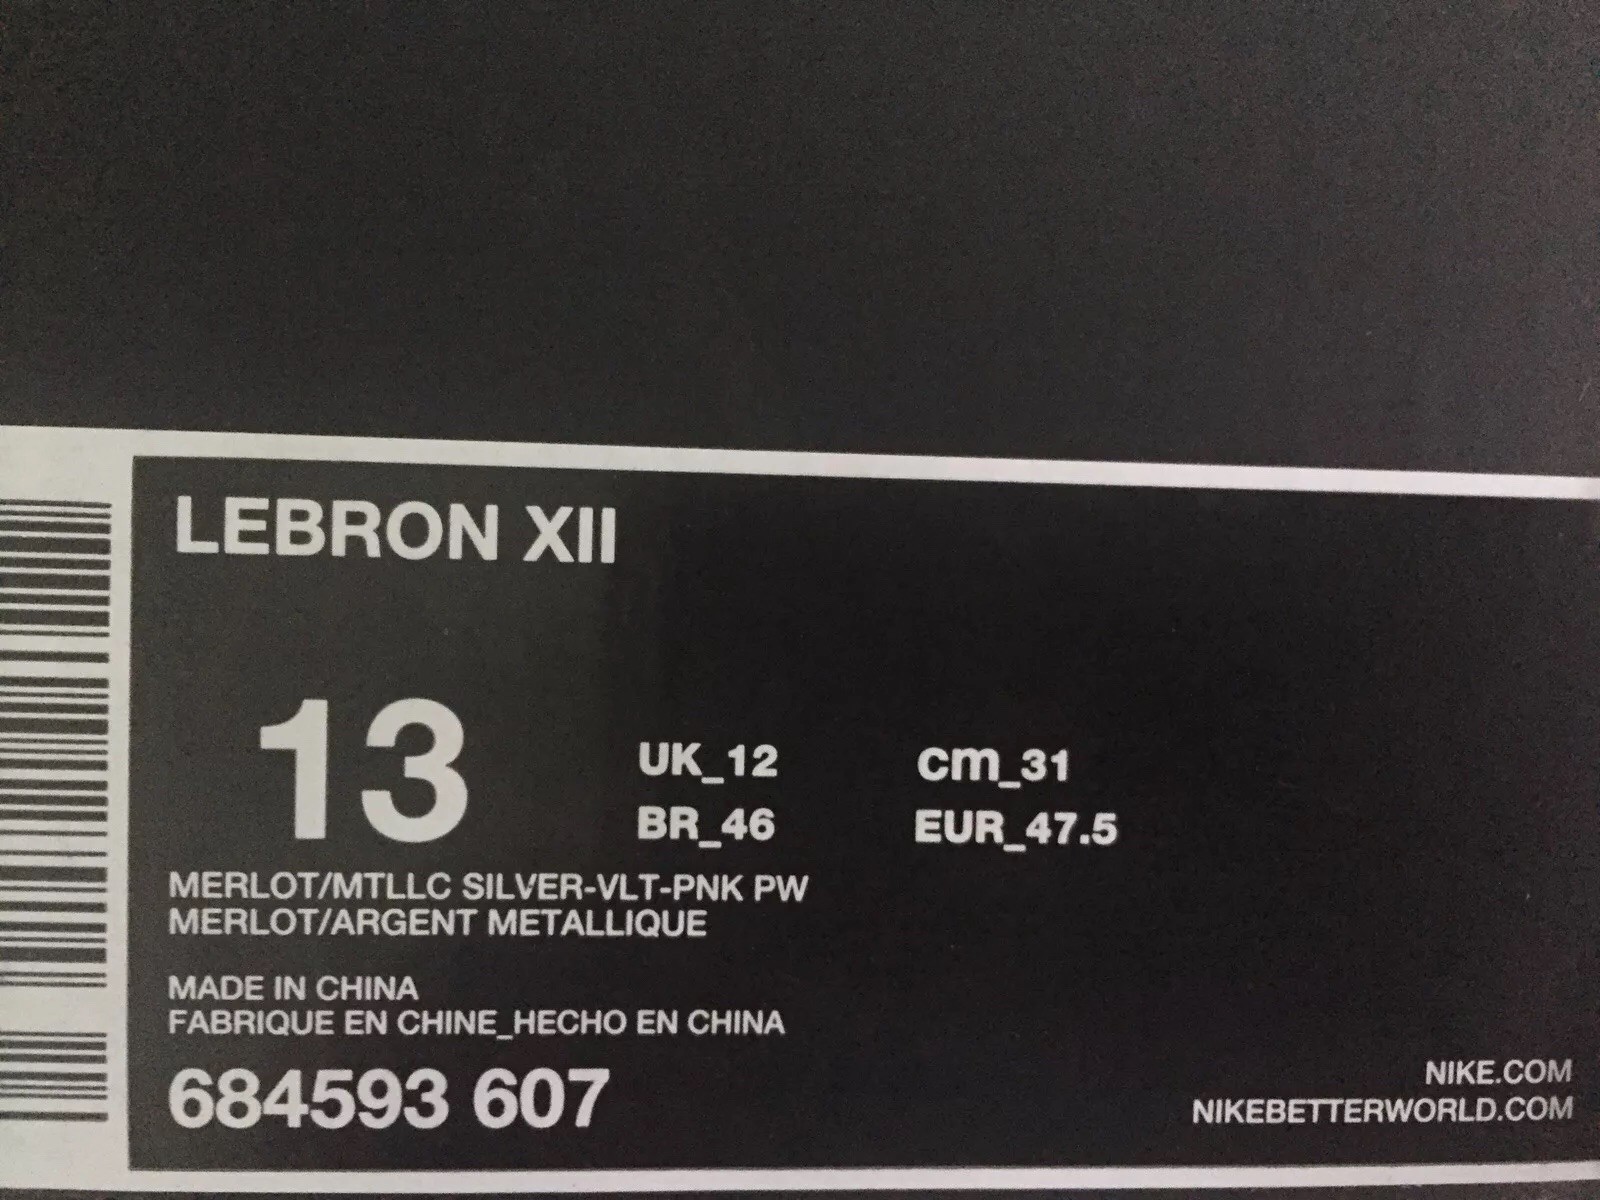 LEBRON XII
13
UK_12 cm_31
BR_46 EUR_47.5
MERLOT/MTLLC SILVER-VLT-PNK PW
MERLOT/ARGENT METALLIQUE
MADE IN CHINA
FABRIQUE EN CHINE_HECHO EN CHINA
684593 607
NIKE.COM
NIKEBETTERWORLD.COM